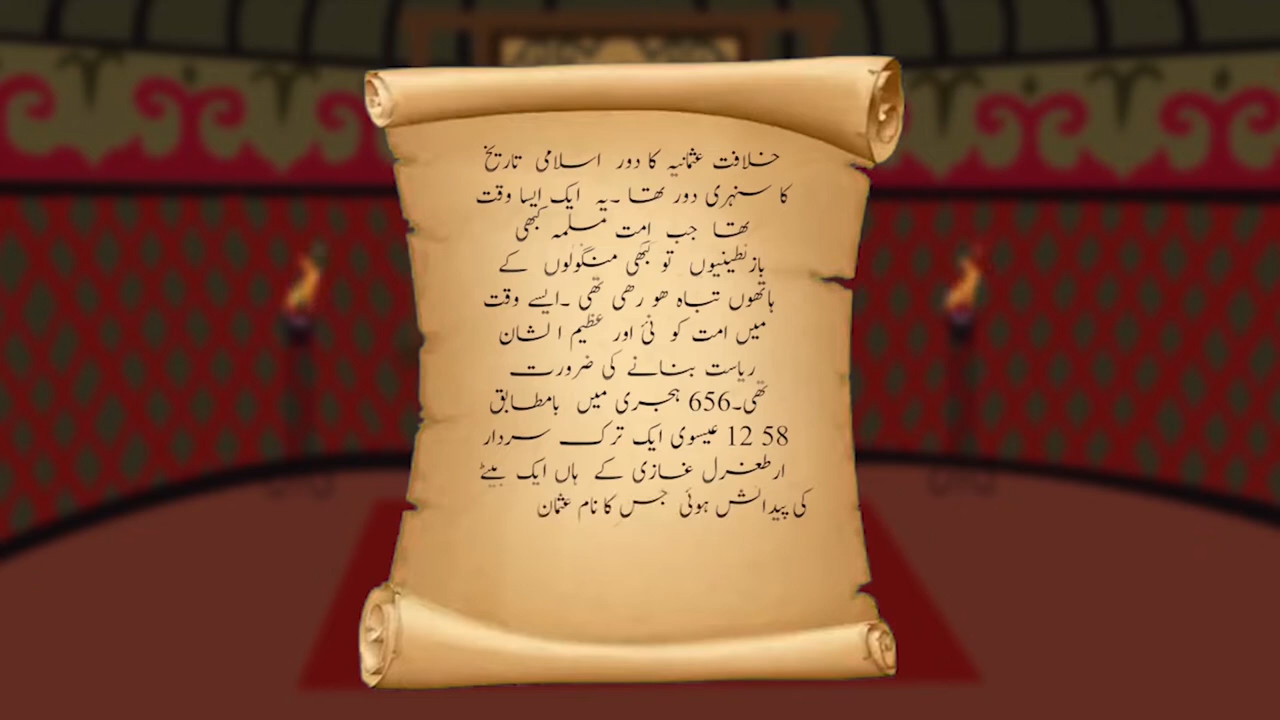 خلافت عثمانیہ کا دور اسلامی تاریخ
کا سنہری دور تھا ۔یہ ایک ایسا وقت
تھا جب امت مسلمہ کبھی
بازنطینیوں تو کبھی منگولوں کے
ہاتھوں تباہ ھو رھی تھی ۔ایسے وقت
میں امت کو نئ اور عظیم الشان
ریاست بنانے کی ضرورت
تھی۔656 ہجری میں بامطابق
12 58 عیسوی ایک ترک سردار
ارطغرل غازی کے ہاں ایک بیٹے
کی پیدائش ہوئی جس کا نام عثمان